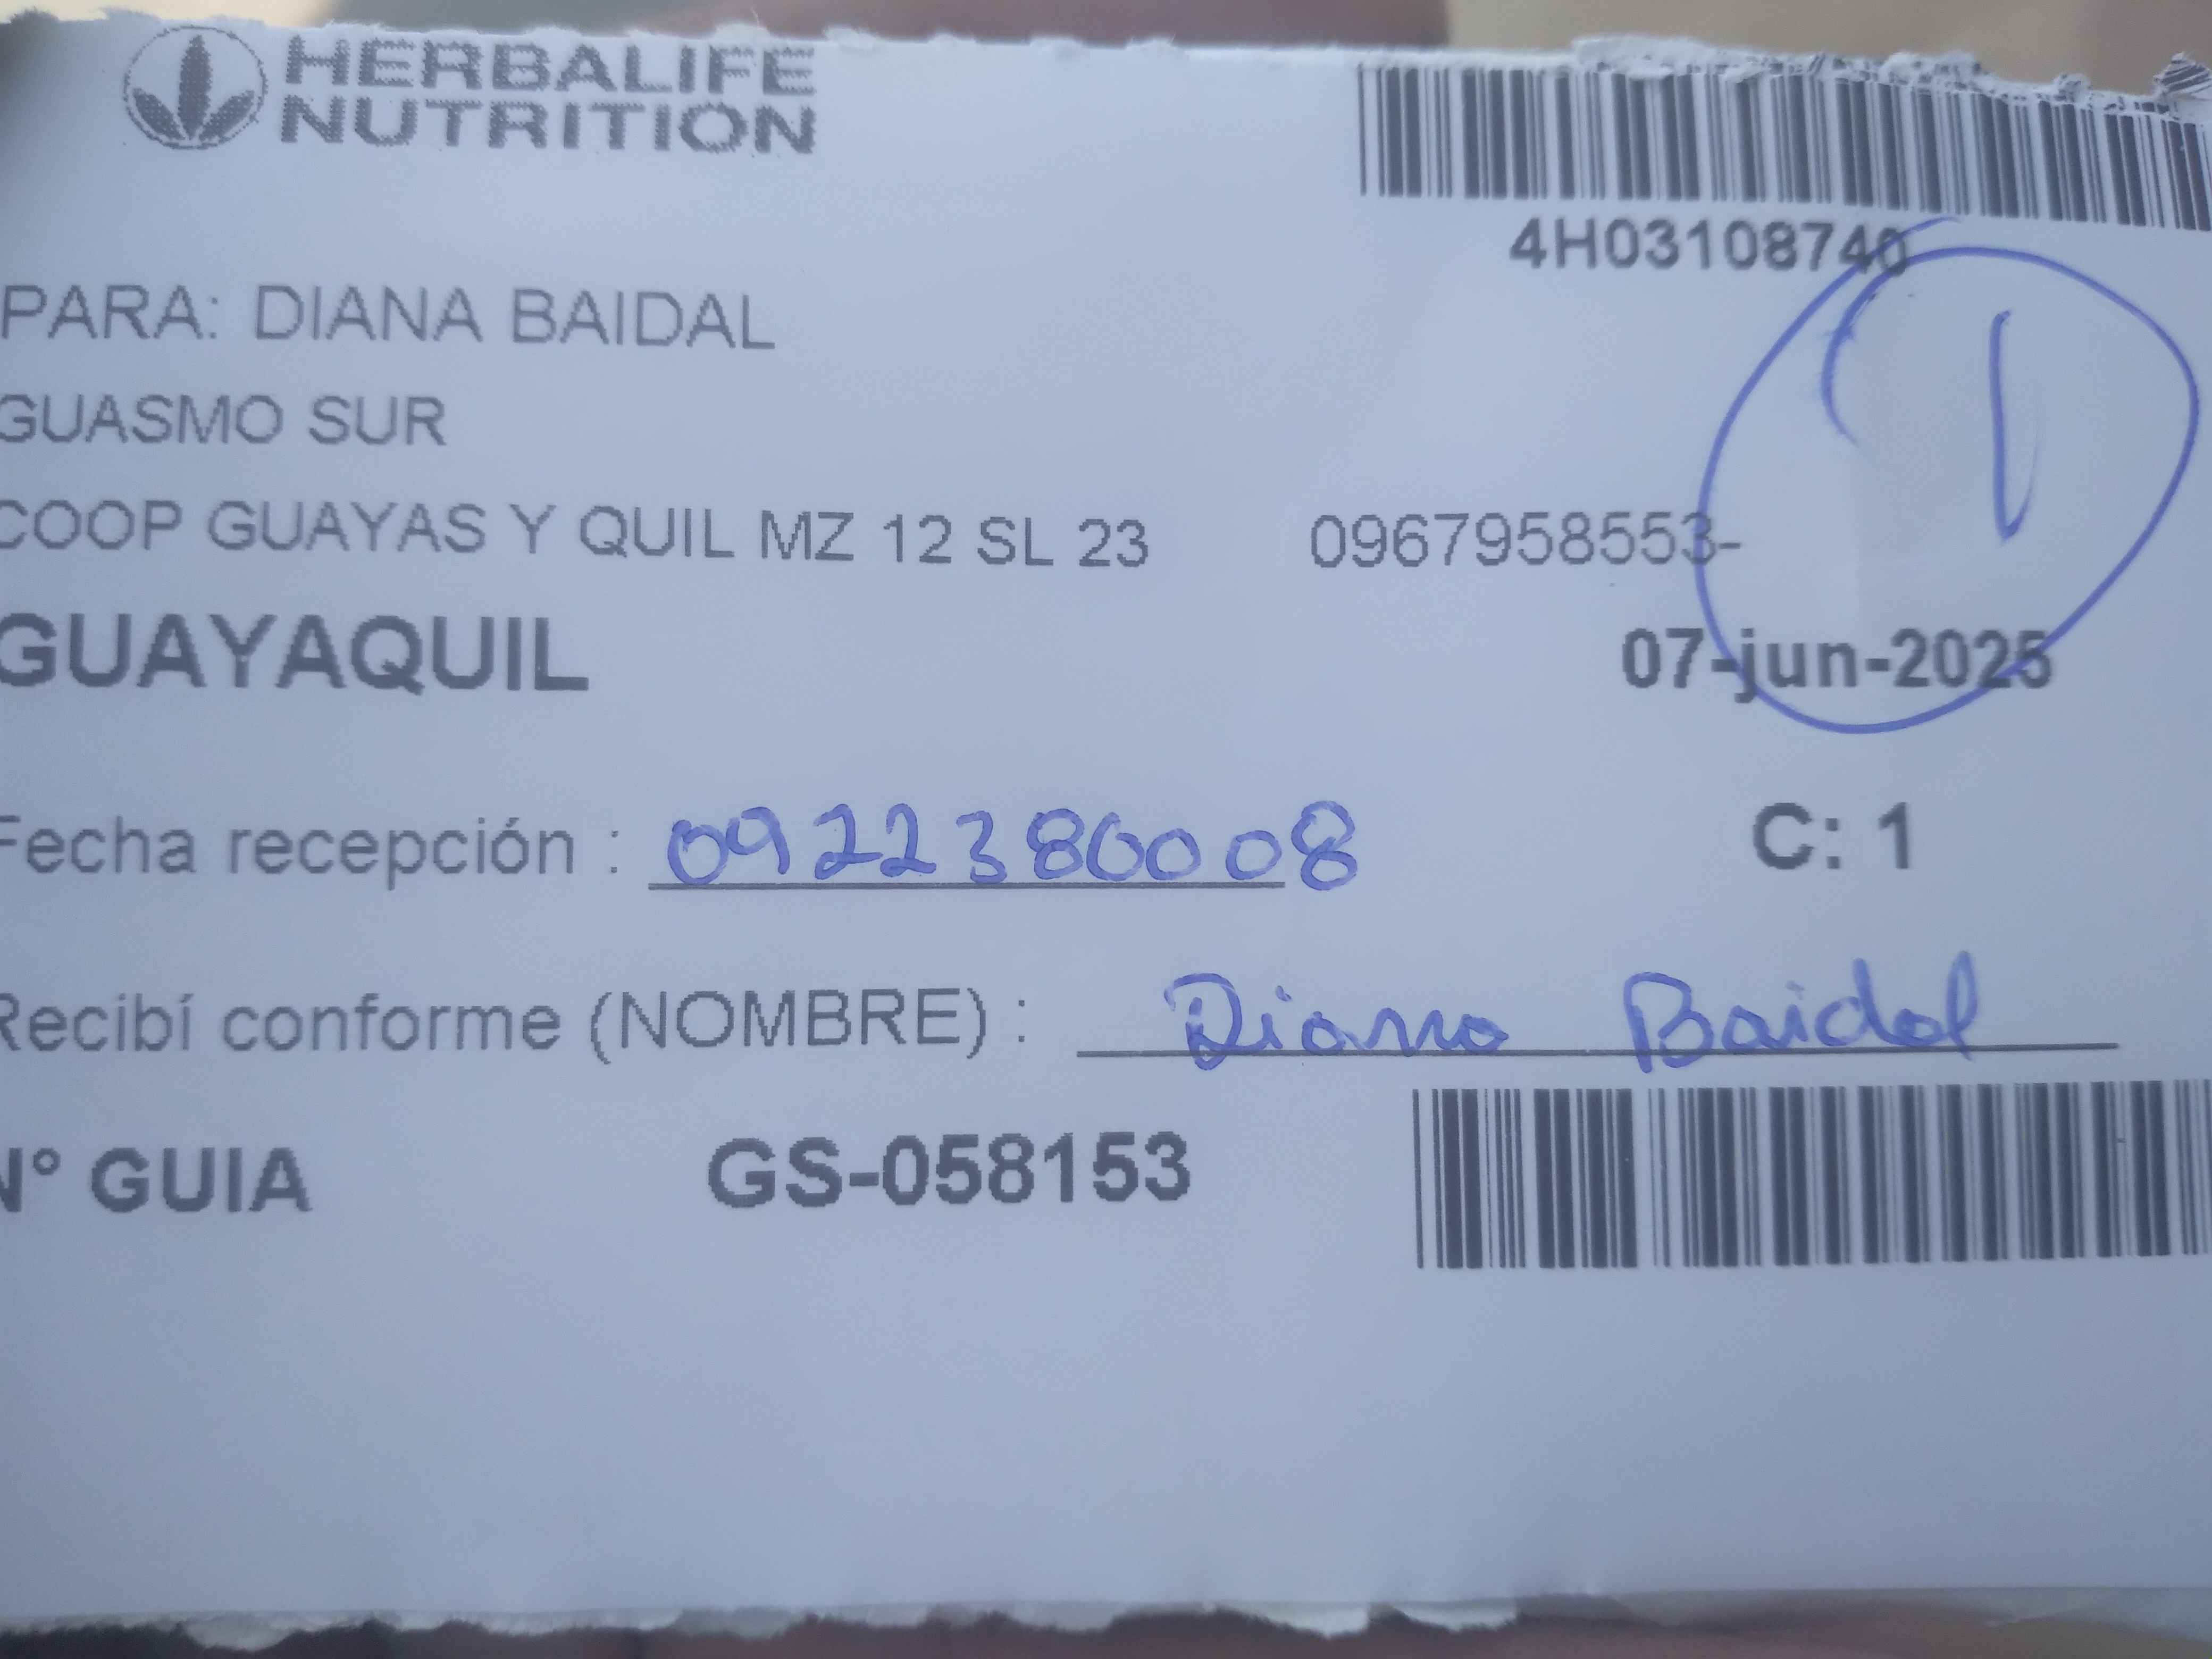 HERBALIFE
NUTRITION
4H03108740
PARA: DIANA BAIDAL
GUASMO SUR
COOP GUAYAS Y QUIL MZ 12 SL 23 0967958553-
GUAYAQUIL
07-jun-2025
1
Fecha recepción : 0922380008 C: 1
Recibí conforme (NOMBRE) : Diana Baidal
N° GUIA GS-058153